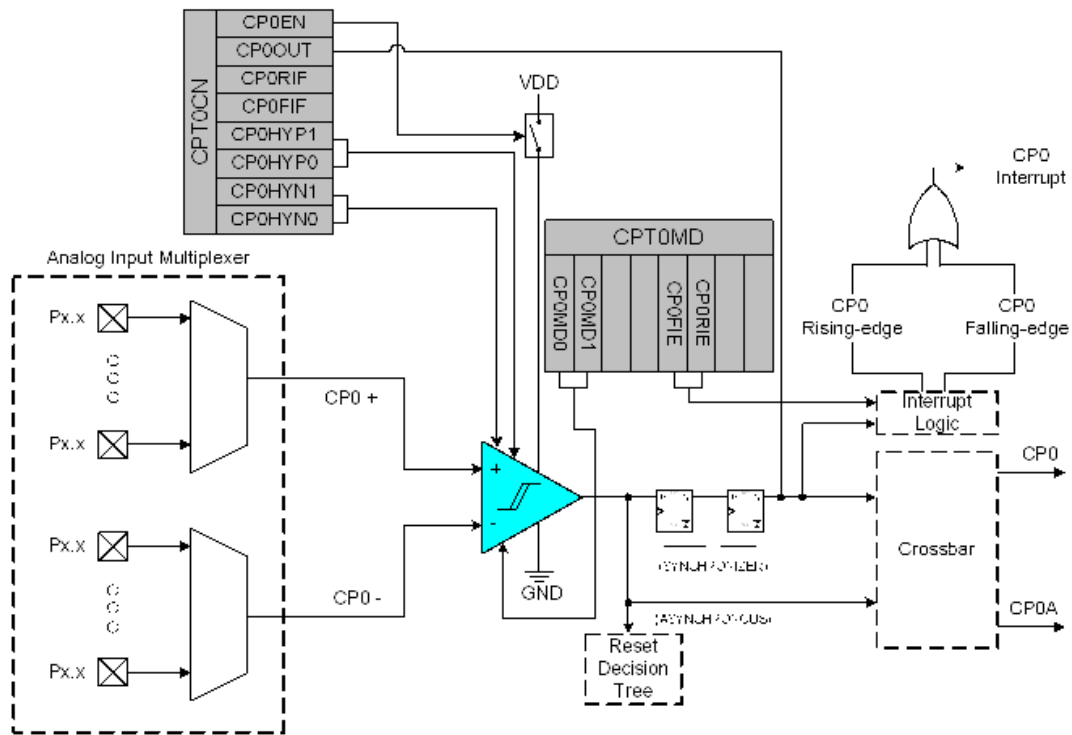 CPT0CN
CP0EN
CP0OUT
CP0RIF
CP0FIF
CP0HYP1
CP0HYP0
CP0HYN1
CP0HYN0
VDD
CP0
Interrupt
CPT0MD
CP0MD0
CP0MD1
CP0FIE
CP0RIE
CP0
Rising-edge
CP0
Falling-edge
Analog Input Multiplexer
Px.x
Px.x
CP0 +
Interrupt
Logic
CP0
+
-
Px.x
Px.x
CP0 -
GND
(SYNCHRONIZER)
Crossbar
(ASYNCHRONOUS)
CP0A
Reset
Decision
Tree